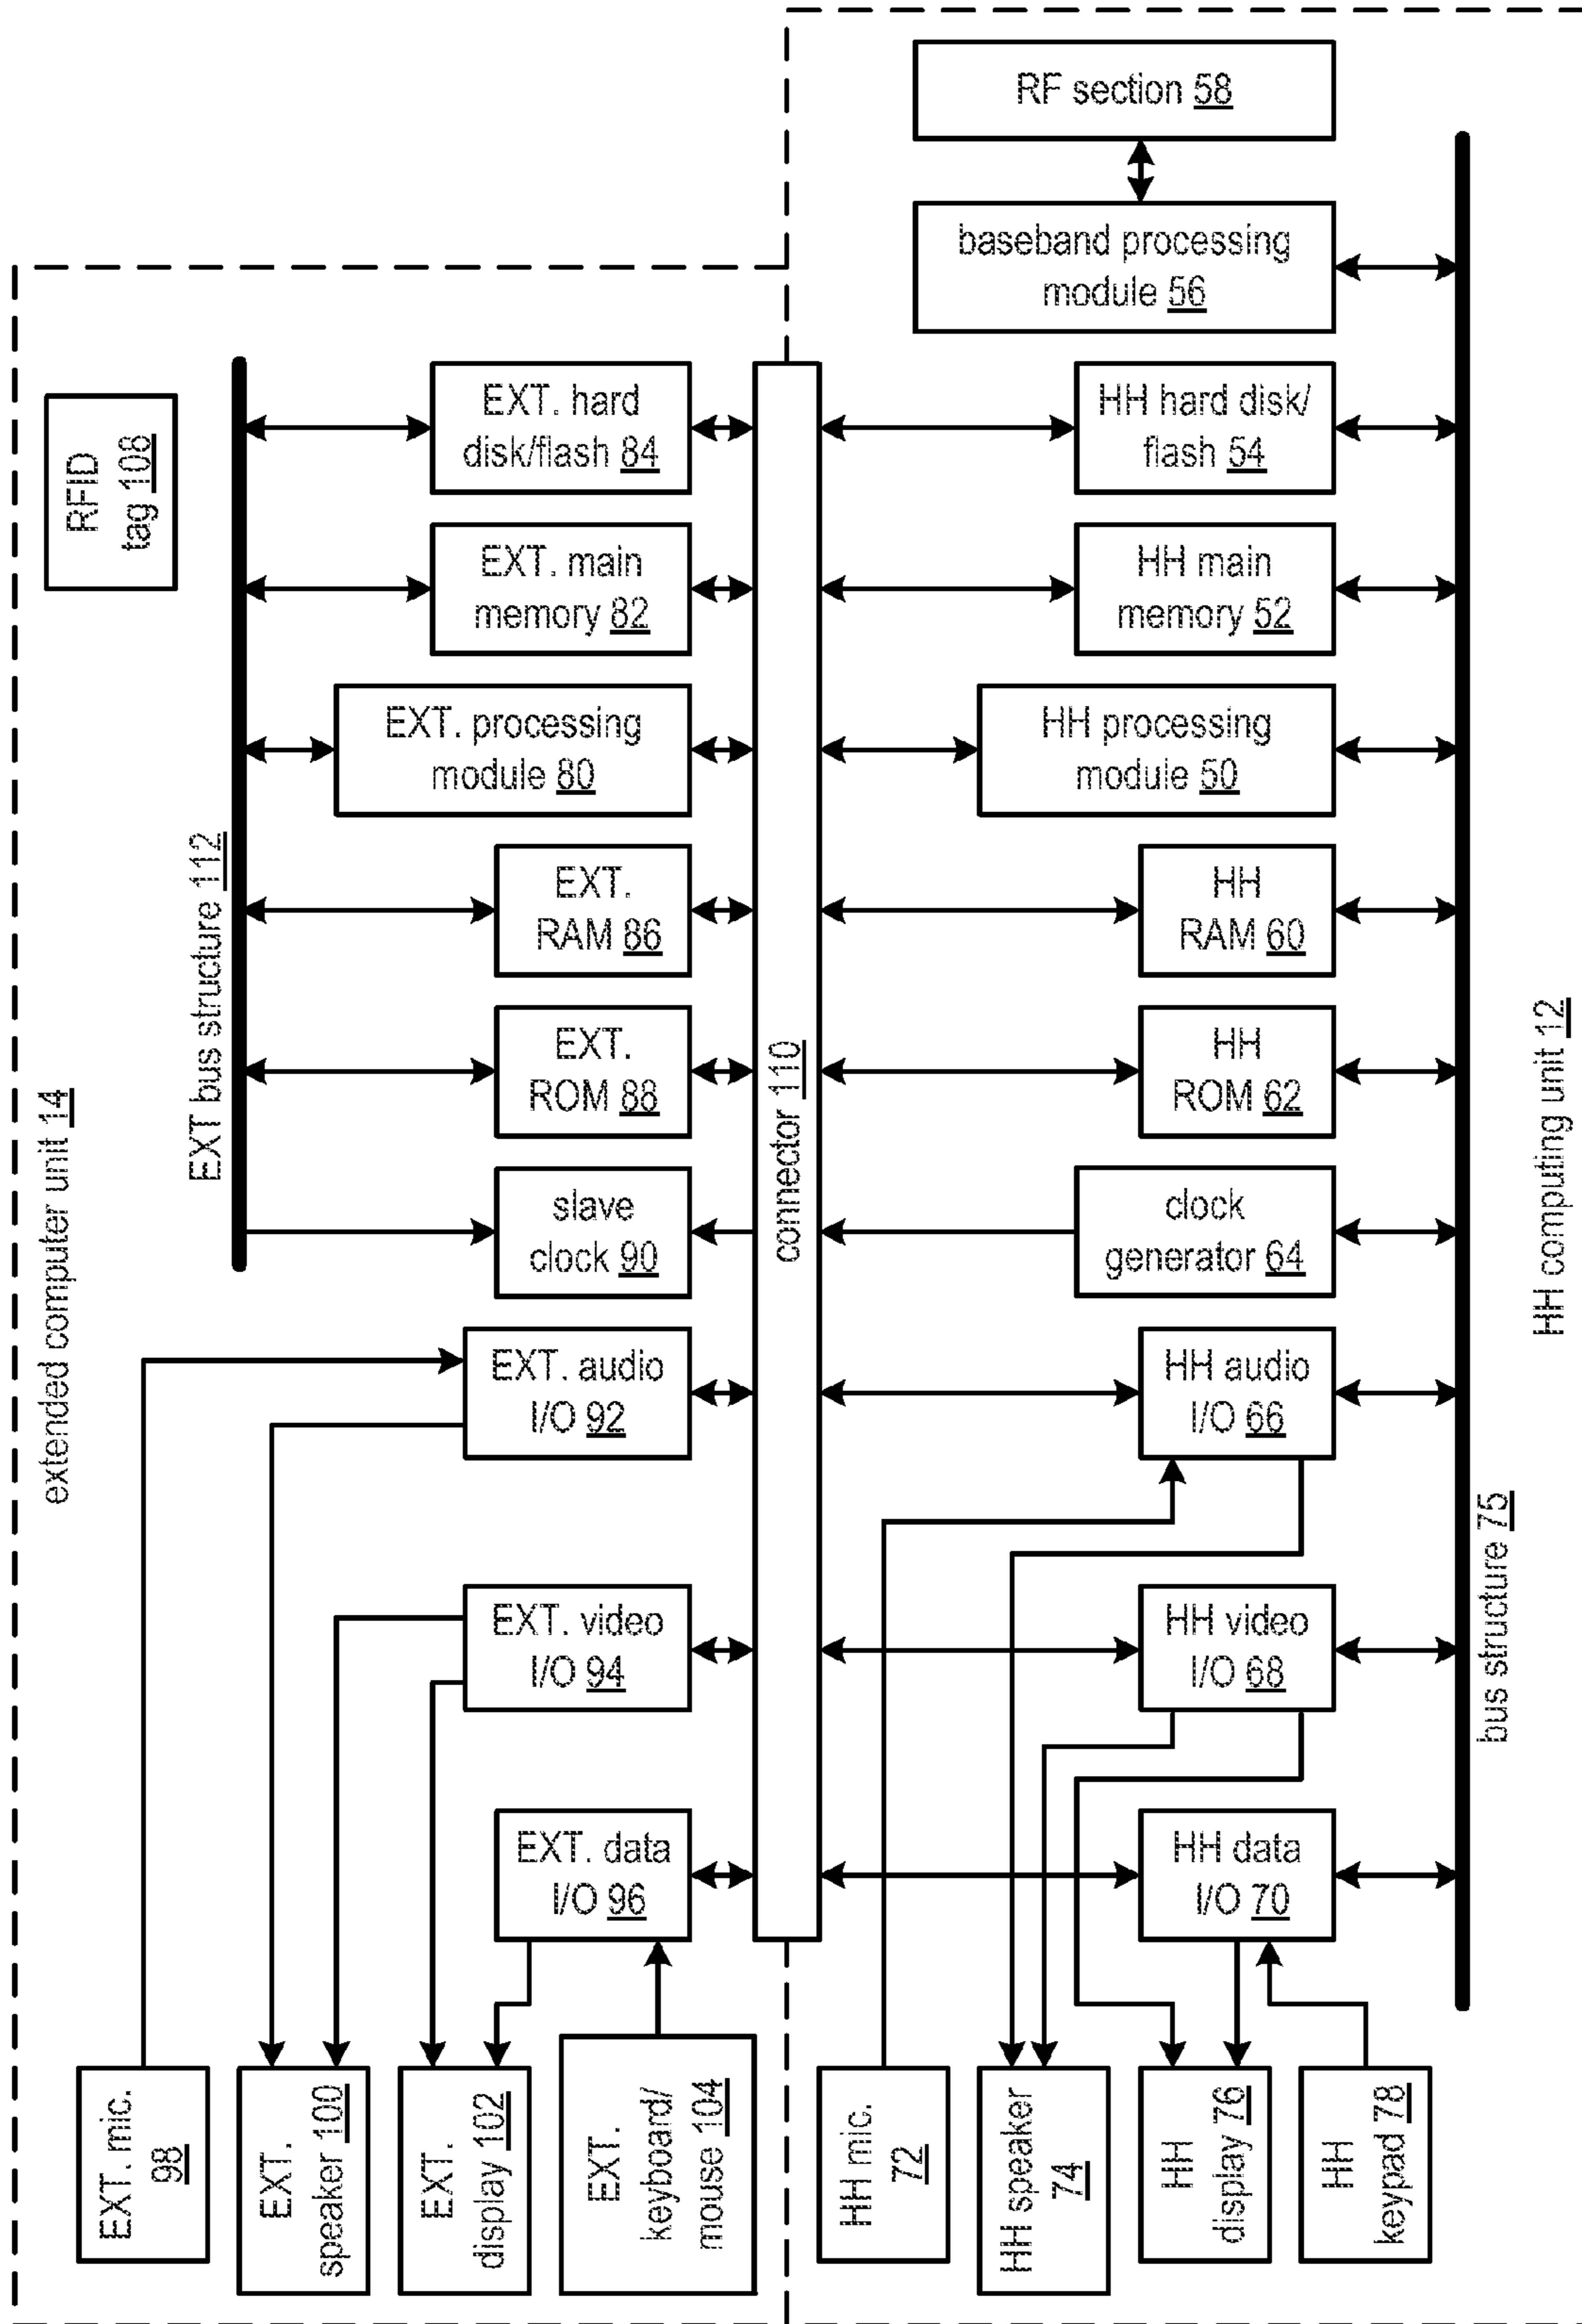 RF section 58
baseband processing
module 56
RFID
tag 108
EXT. hard
disk/flash 84
HH hard disk/
flash 54
EXT. main
memory 82
HH main
memory 52
EXT. processing
module 80
HH processing
module 50
EXT bus structure 112
EXT.
RAM 86
HH
RAM 60
extended computer unit 14
EXT.
ROM 88
connector 110
HH
ROM 62
HH computing unit 12
slave
clock 90
clock
generator 64
EXT. audio
I/O 92
HH audio
I/O 66
bus structure 75
EXT. video
I/O 94
HH video
I/O 68
EXT. data
I/O 96
HH data
I/O 70
EXT. mic.
98
EXT.
speaker 100
EXT.
display 102
EXT.
keyboard/
mouse 104
HH mic.
72
HH speaker
74
HH
display 76
HH
keypad 78